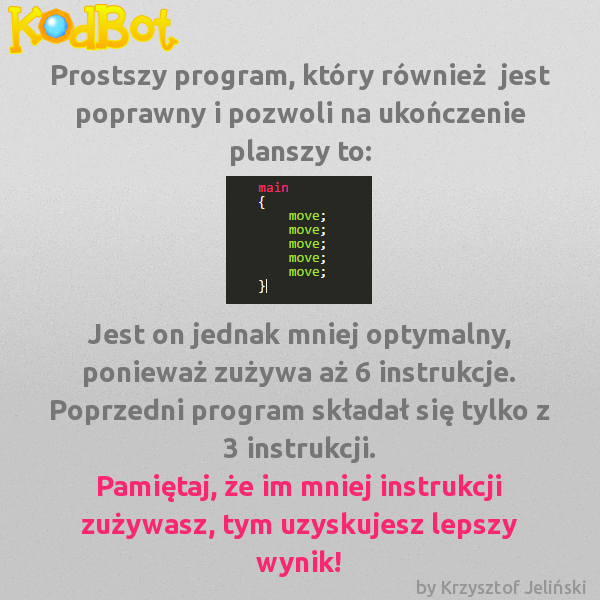 KodBot
Prostszy program, który również jest
poprawny i pozwoli na ukończenie
planszy to:
main
{
move;
move;
move;
move;
move;
}
Jest on jednak mniej optymalny,
ponieważ zużywa aż 6 instrukcje.
Poprzedni program składał się tylko z
3 instrukcji.
Pamiętaj, że im mniej instrukcji
zużywasz, tym uzyskujesz lepszy
wynik!
by Krzysztof Jeliński